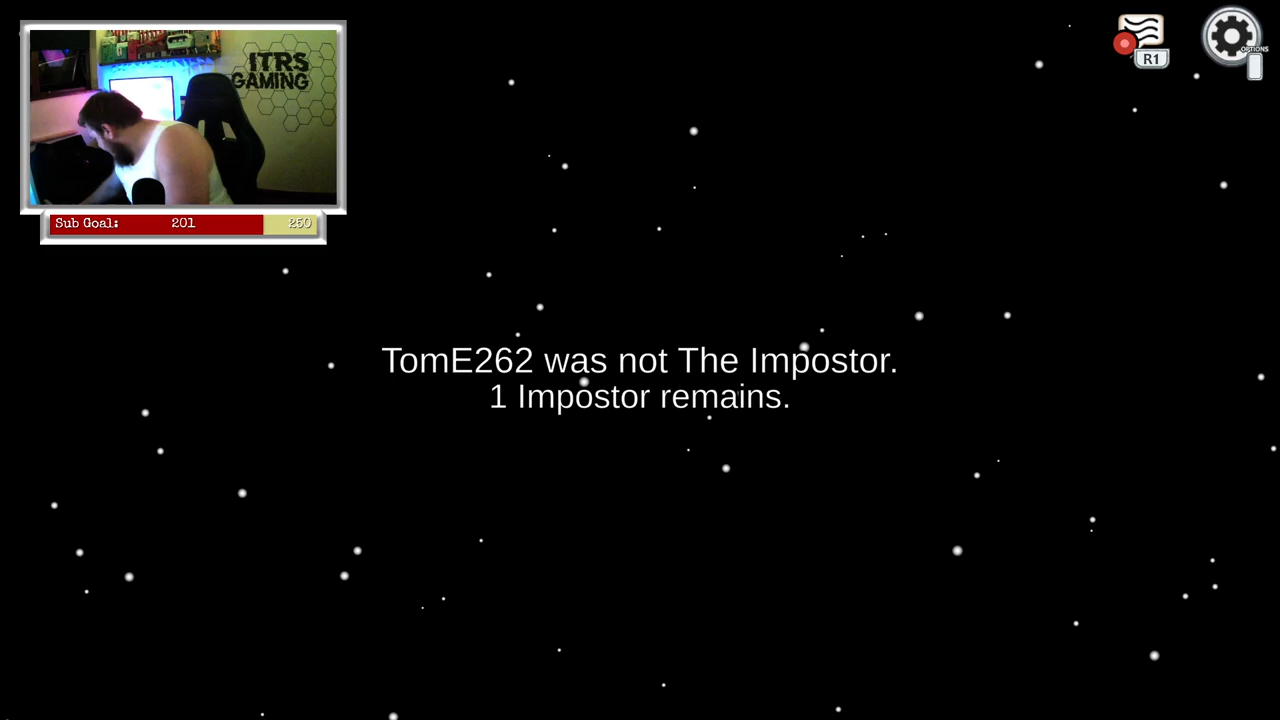 ITRS
GAMING
R1
OPTIONS
Sub Goal: 201 250
TomE262 was not The Impostor.
1 Impostor remains.